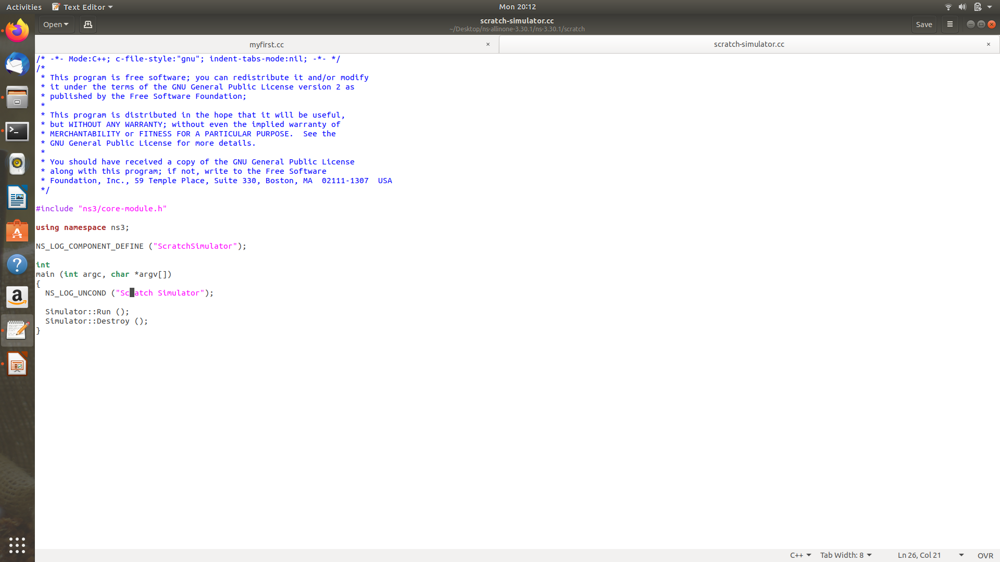 Activities Text Editor Mon 20:12
Open scratch-simulator.cc Save
~/Desktop/ns-allinone-3.30.1/ns-3.30.1/scratch
myfirst.cc × scratch-simulator.cc ×
/* -*- Mode:C++; c-file-style:"gnu"; indent-tabs-mode:nil; -*- */
/*
 * This program is free software; you can redistribute it and/or modify
 * it under the terms of the GNU General Public License version 2 as
 * published by the Free Software Foundation;
 *
 * This program is distributed in the hope that it will be useful,
 * but WITHOUT ANY WARRANTY; without even the implied warranty of
 * MERCHANTABILITY or FITNESS FOR A PARTICULAR PURPOSE.  See the
 * GNU General Public License for more details.
 *
 * You should have received a copy of the GNU General Public License
 * along with this program; if not, write to the Free Software
 * Foundation, Inc., 59 Temple Place, Suite 330, Boston, MA  02111-1307  USA
 */
#include "ns3/core-module.h"
using namespace ns3;
NS_LOG_COMPONENT_DEFINE ("ScratchSimulator");
int
main (int argc, char *argv[])
{
  NS_LOG_UNCOND ("Scratch Simulator");
  Simulator::Run ();
  Simulator::Destroy ();
}
C++ Tab Width: 8 Ln 26, Col 21 OVR